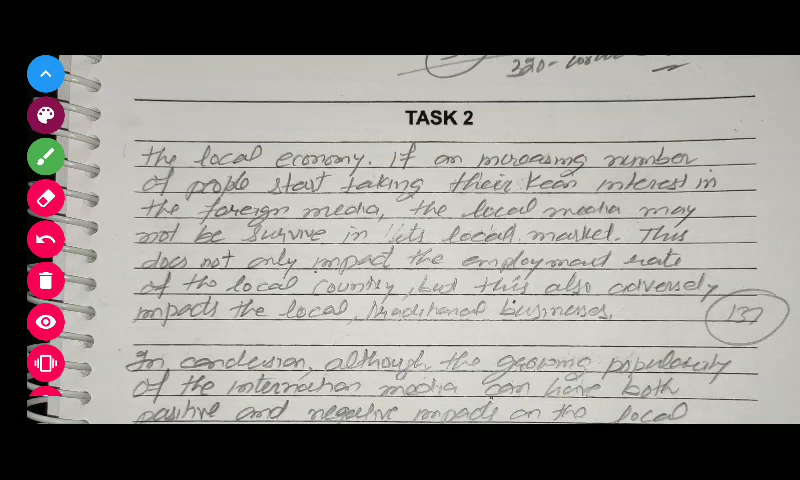 320-
TASK 2
the local economy. If an increasing number
of people start taking their kean interest in
the foreign media, the local media may
not be survive in its local market. This
does not only impact the employment rate
of the local country, but this also adversely
impacts the local, traditional businesses.
137
In conclusion, although the growing popularity
of the internation media can have both
positive and negative impacts on the local